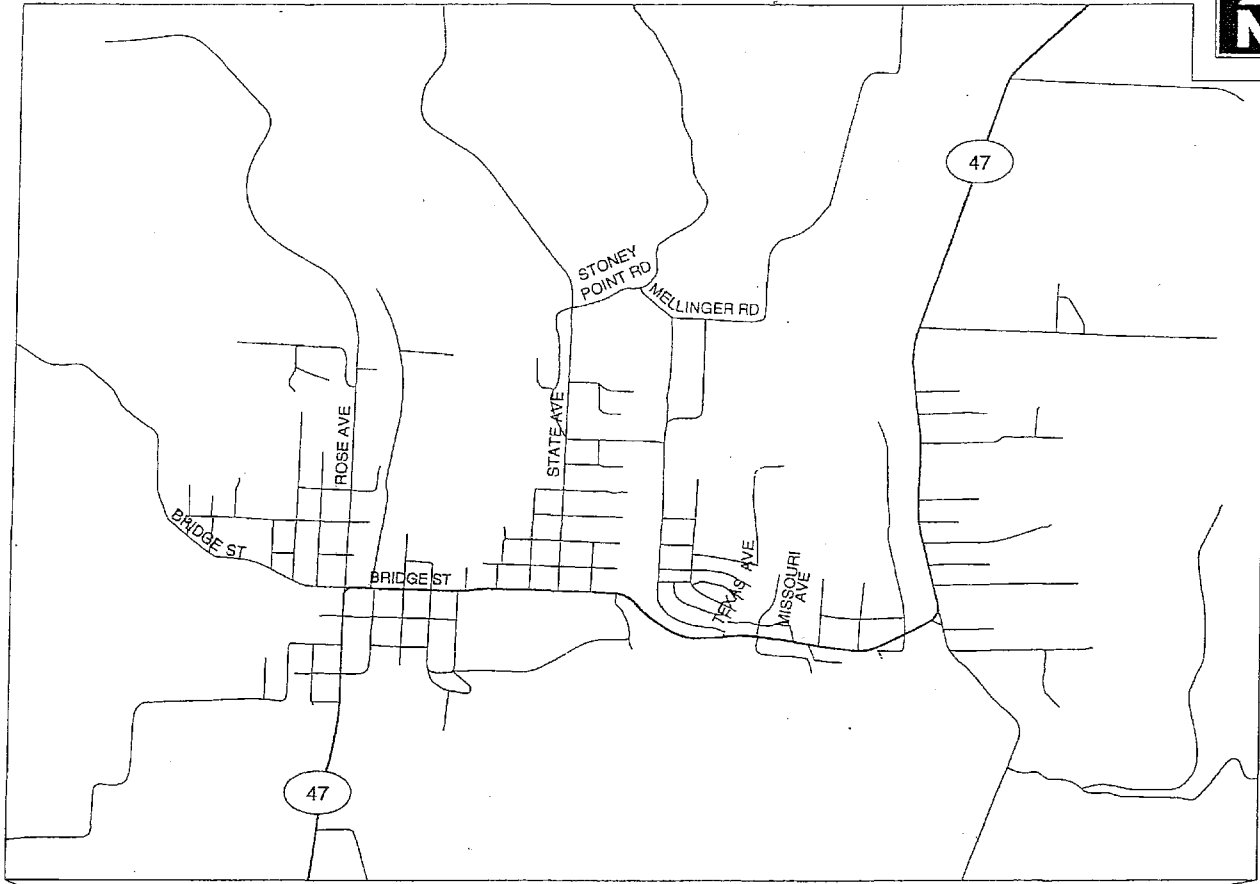 N
47
STONEY
POINT RD
MELLINGER RD
ROSE AVE
STATE AVE
BRIDGE ST
BRIDGE ST
TEXAS AVE
MISSOURI
AVE
47